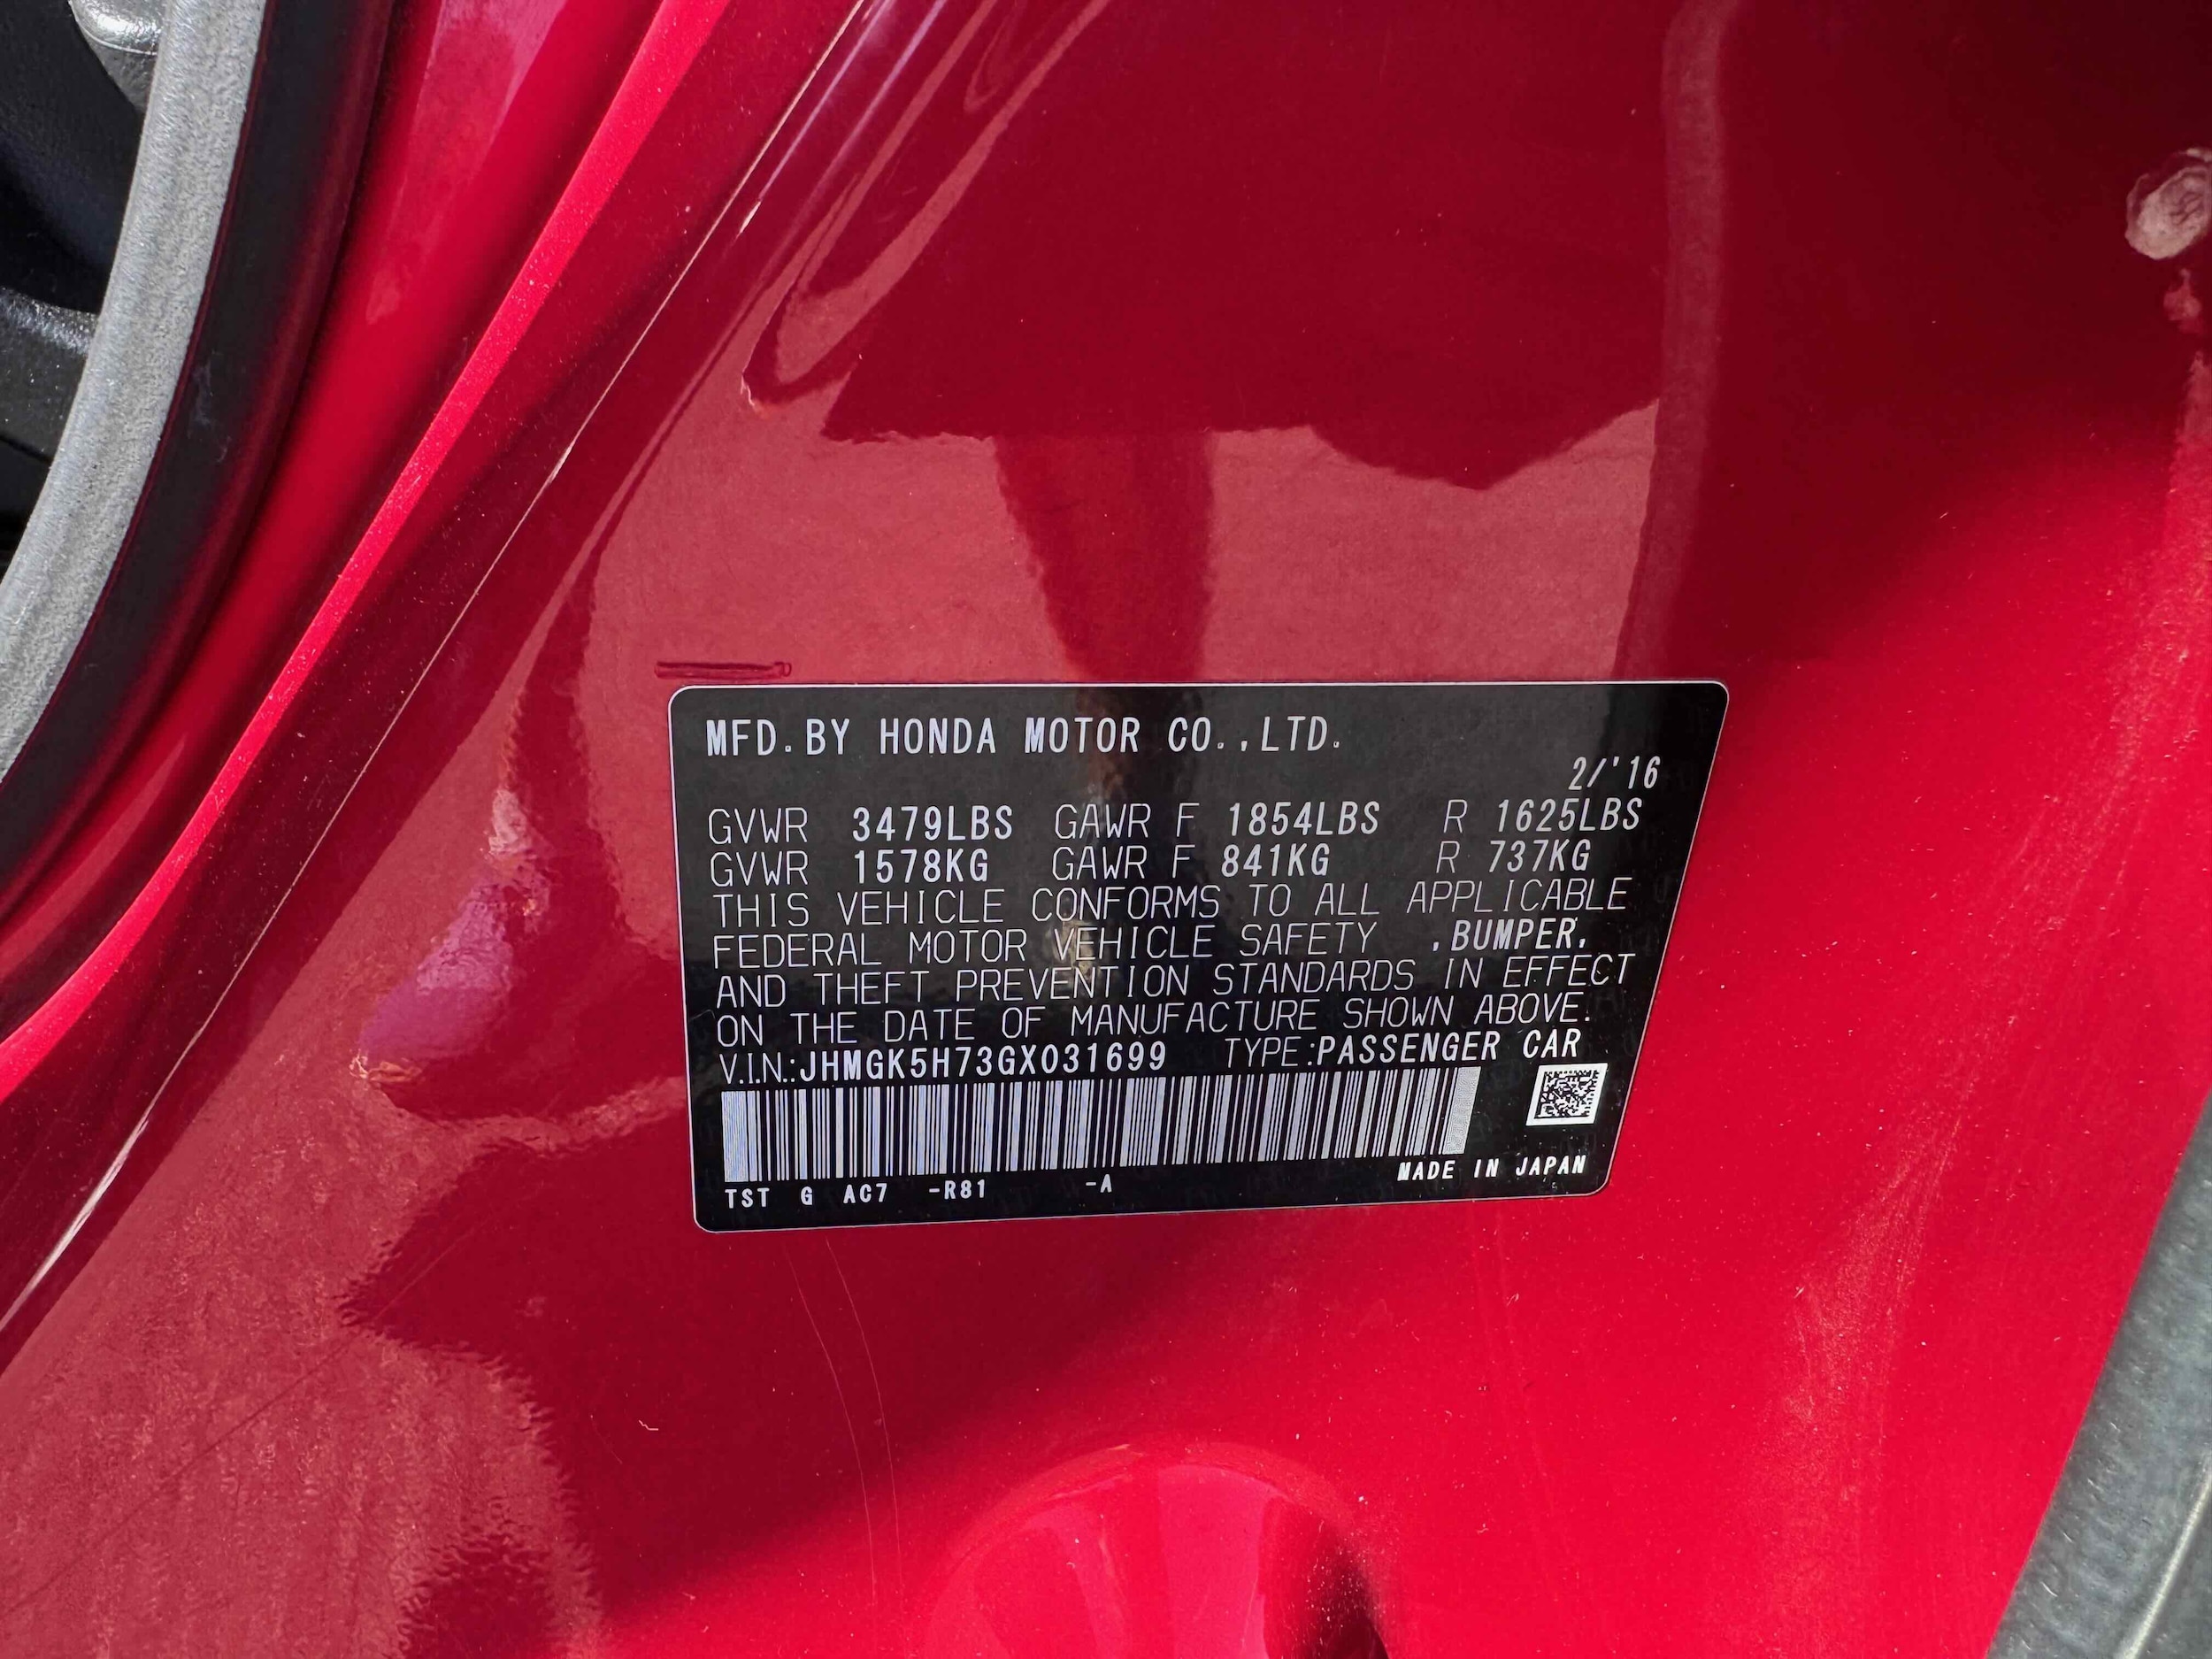 MFD.BY HONDA MOTOR CO.,LTD.
2/'16
GVWR 3479LBS GAWR F 1854LBS R 1625LBS
GVWR 1578KG GAWR F 841KG R 737KG
THIS VEHICLE CONFORMS TO ALL APPLICABLE
FEDERAL MOTOR VEHICLE SAFETY ,BUMPER,
AND THEFT PREVENTION STANDARDS IN EFFECT
ON THE DATE OF MANUFACTURE SHOWN ABOVE.
V.I.N.:JHMGK5H73GX031699 TYPE:PASSENGER CAR
TST G AC7 -R81 -A MADE IN JAPAN